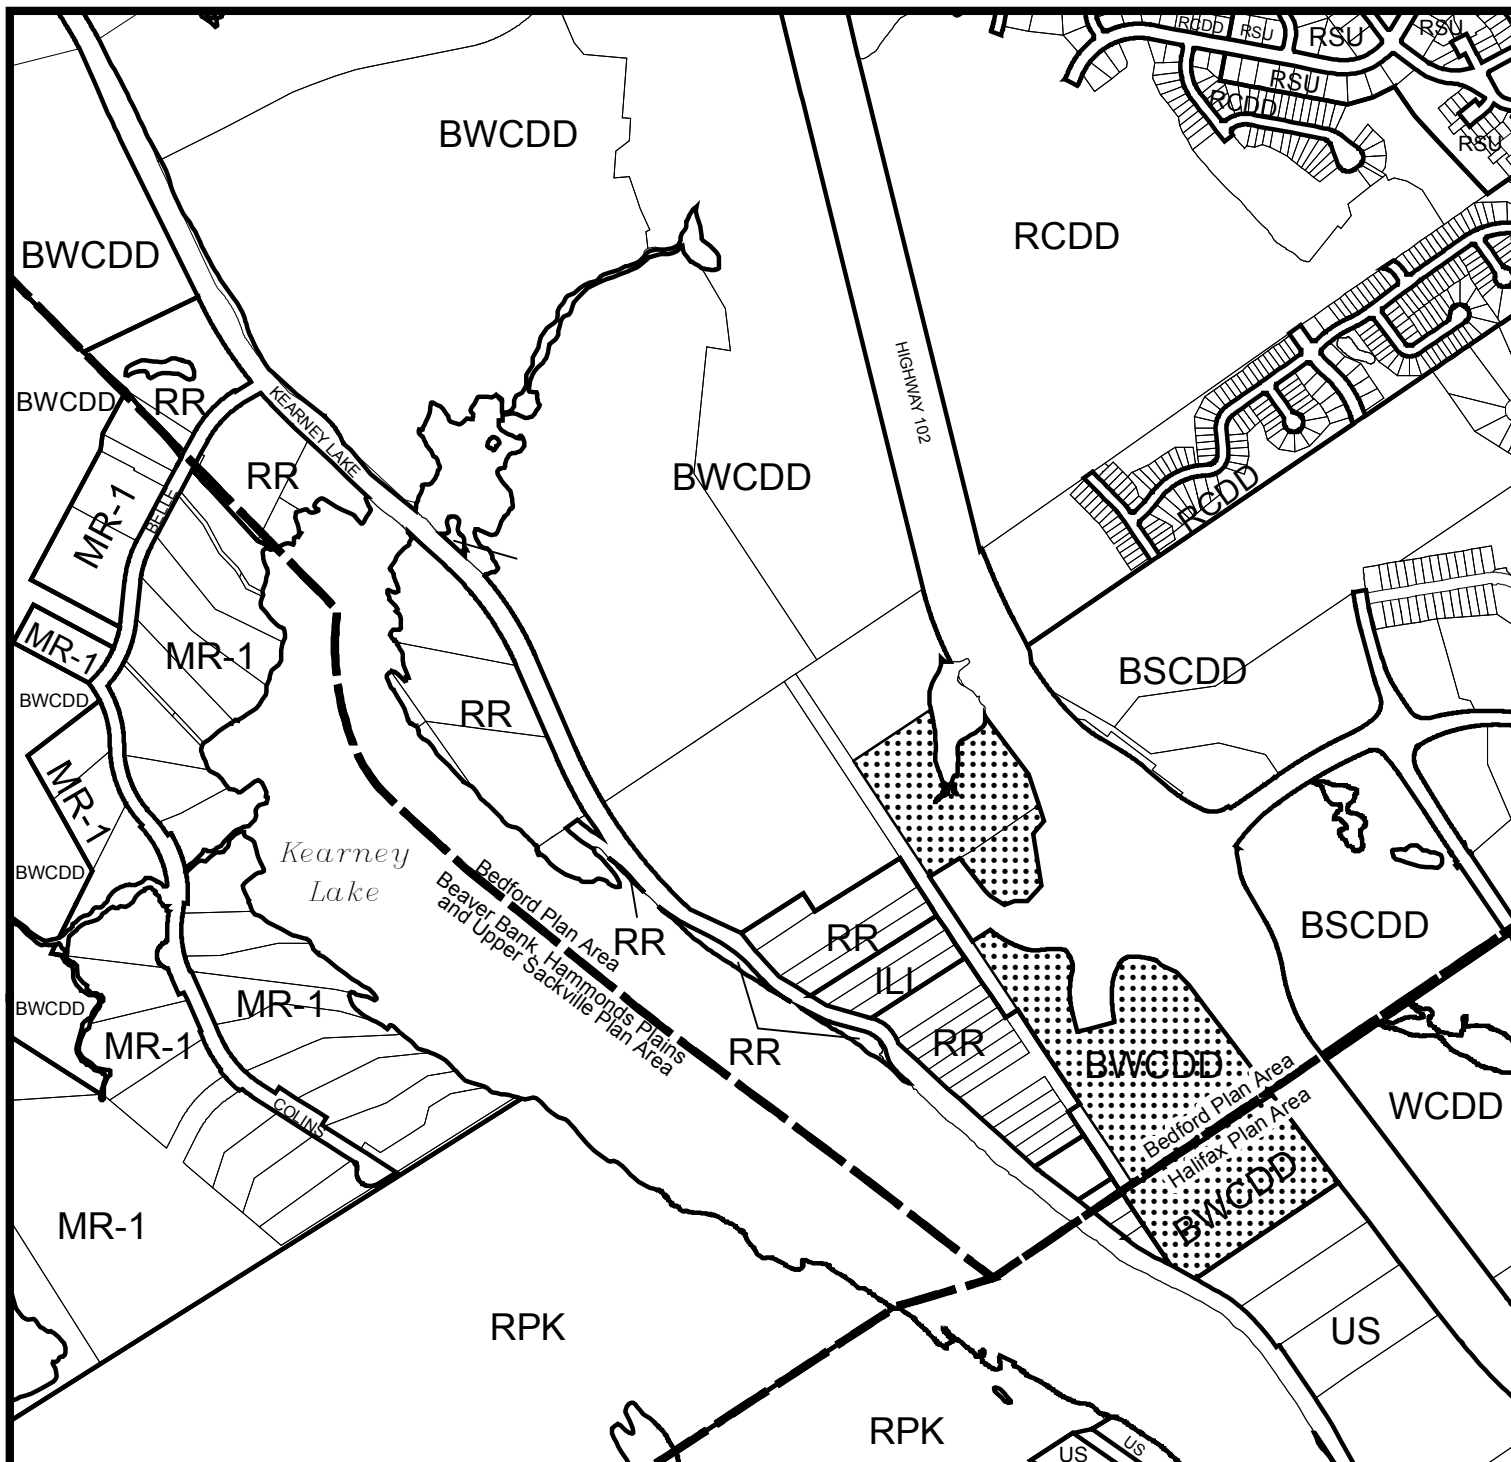 RCDD
RSU
RSU
RSU
RSU
RCDD
RSU
BWCDD
RCDD
BWCDD
HIGHWAY 102
BWCDD
RR
KEARNEY LAKE
RR
BWCDD
RCDD
MR-1
BELLE
MR-1
MR-1
BSCDD
BWCDD
RR
MR-1
Kearney
Lake
BWCDD
Bedford Plan Area
Beaver Bank, Hammonds Plains
and Upper Sackville Plan Area
RR
RR
ILI
BSCDD
BWCDD
MR-1
MR-1
RR
RR
BWCDD
Bedford Plan Area
Halifax Plan Area
WCDD
COLINS
BWCDD
MR-1
RPK
US
RPK
US
US